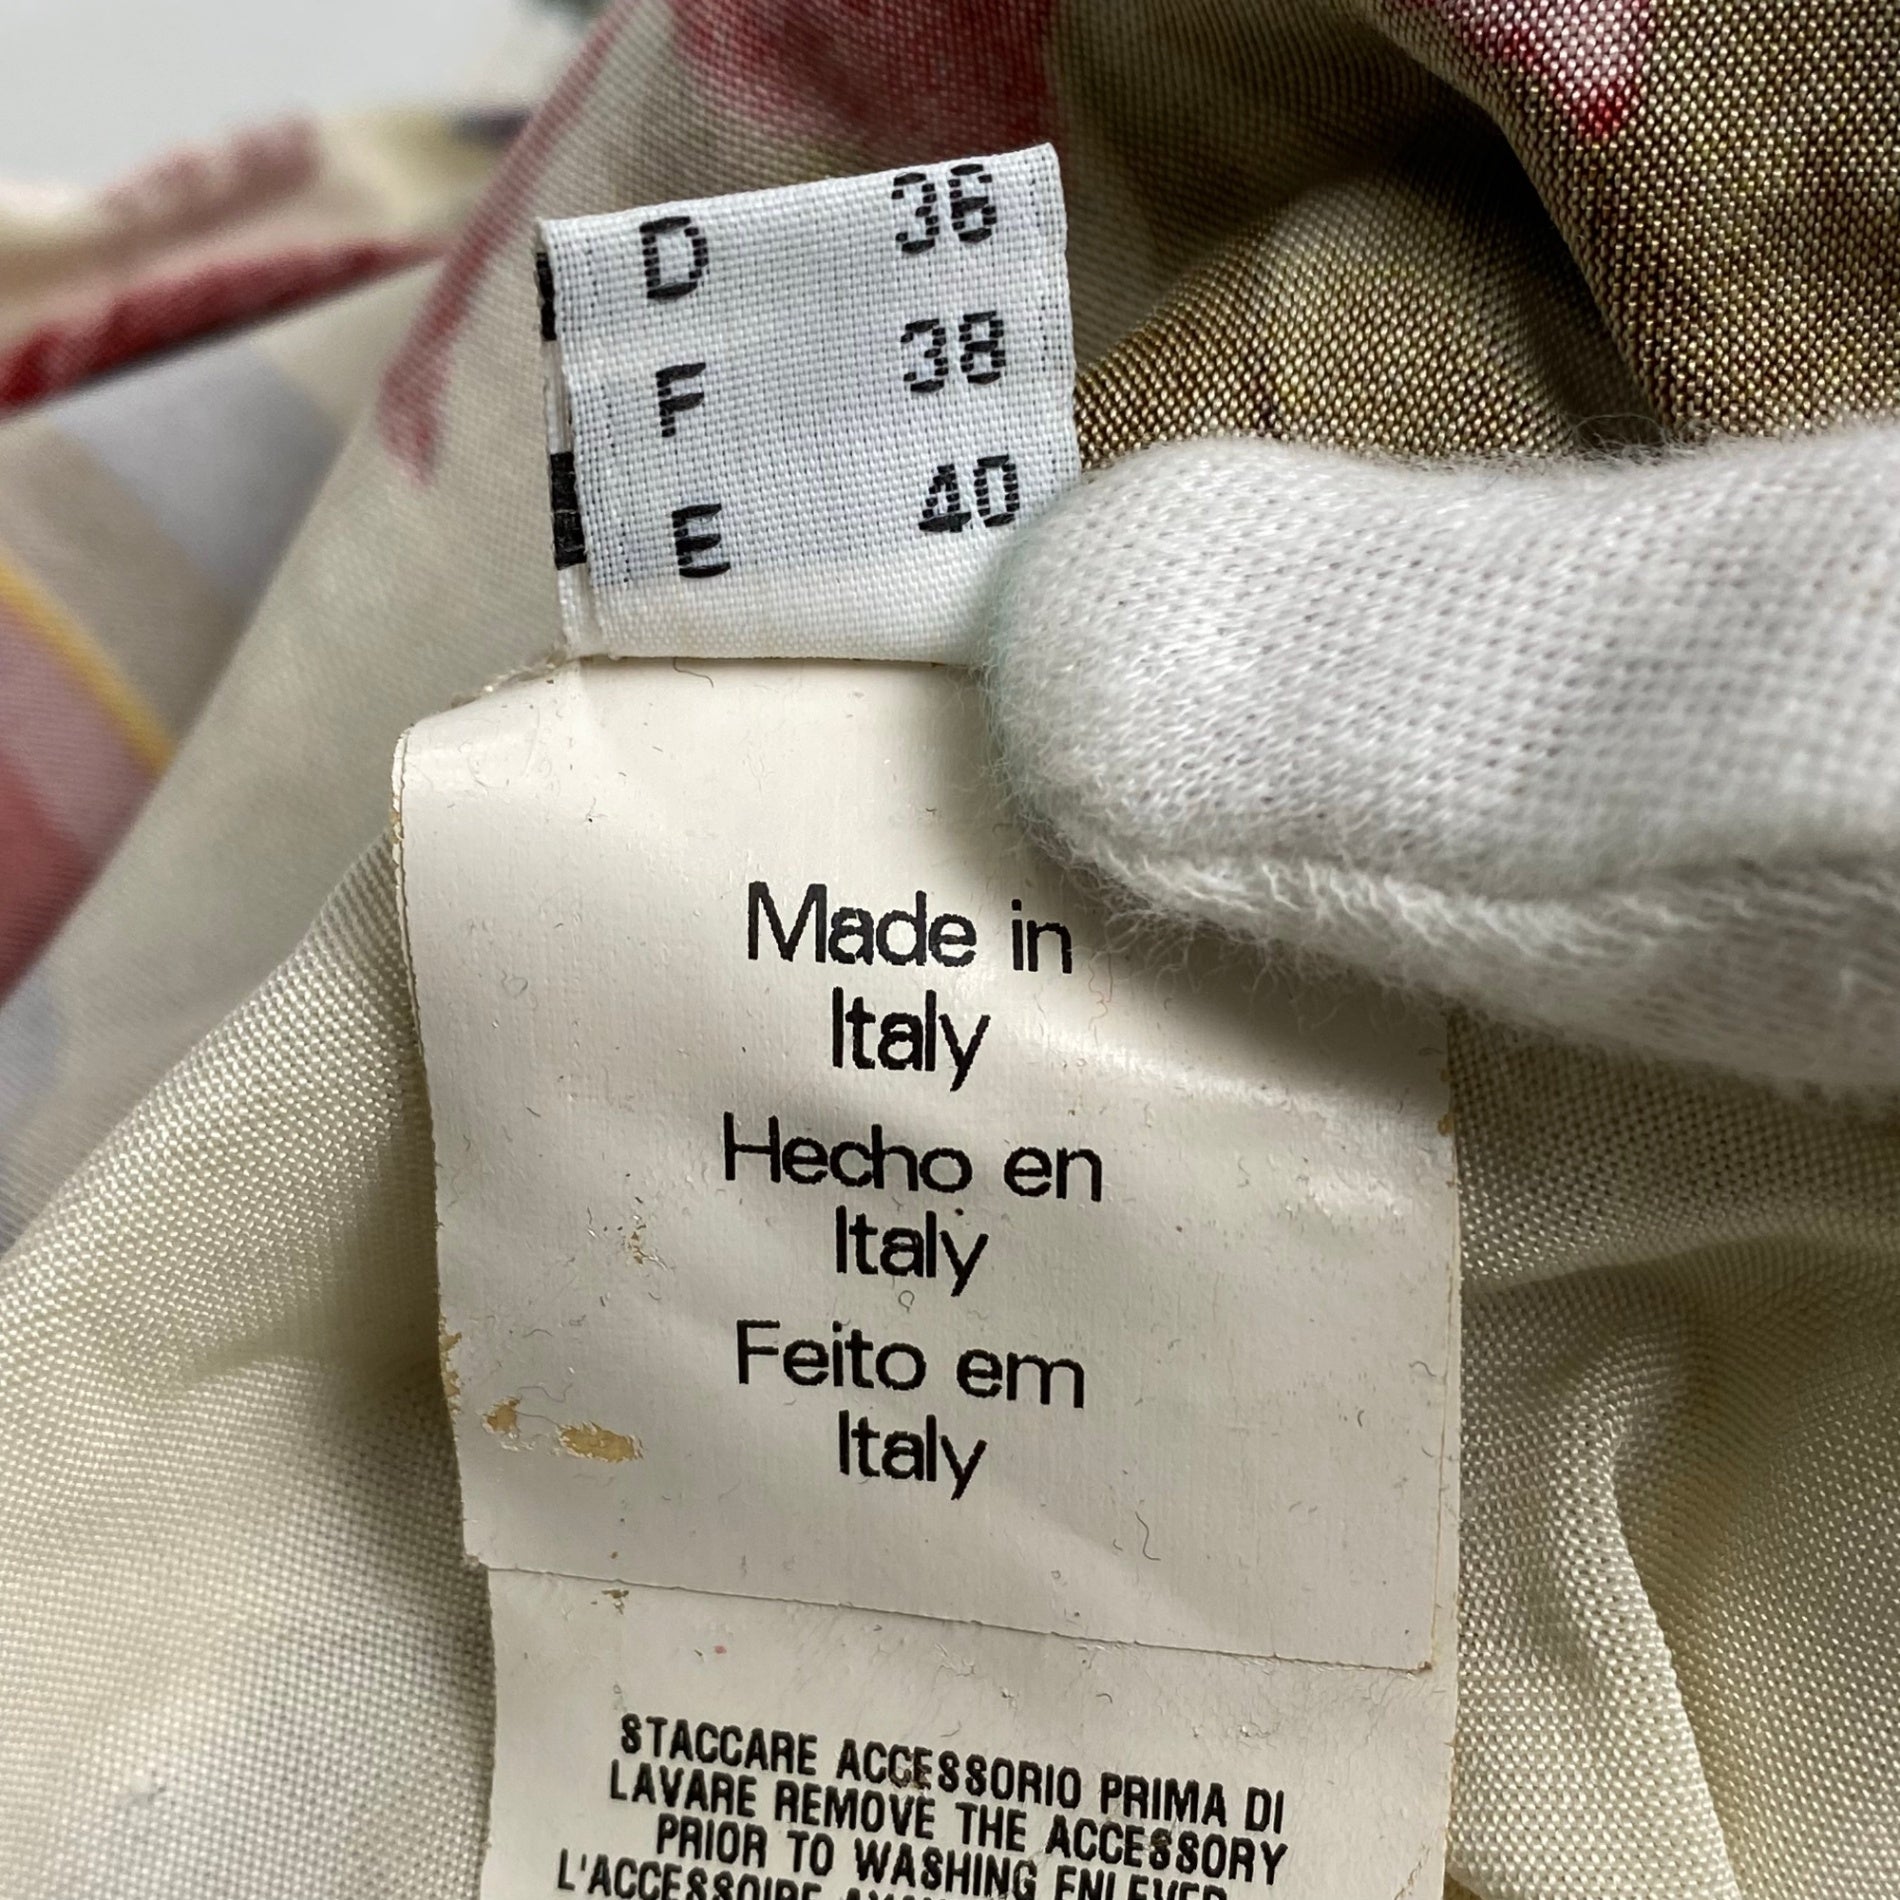 D 36
F 38
E 40
Made in
Italy
Hecho en
Italy
Feito em
Italy
STACCARE ACCESSORIO PRIMA DI
LAVARE REMOVE THE ACCESSORY
PRIOR TO WASHING ENLEVER
L'ACCESSOIRE